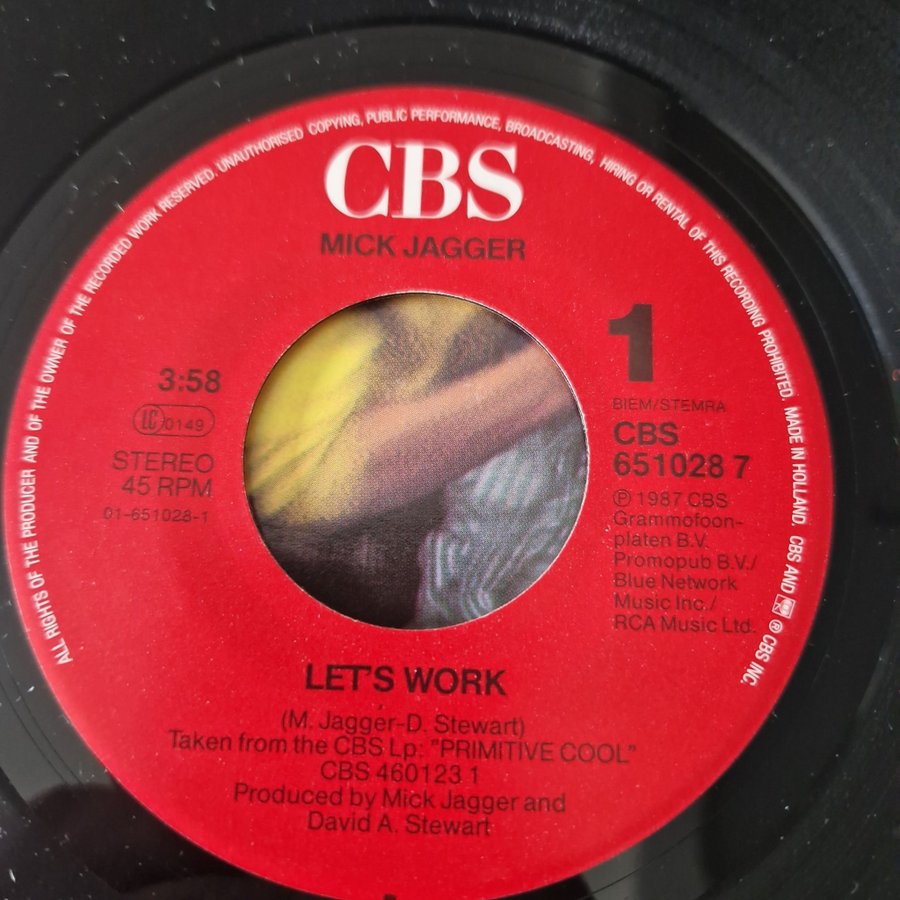 ALL RIGHTS OF THE PRODUCER AND OF THE OWNER OF THE RECORDED WORK RESERVED. UNAUTHORISED COPYING, PUBLIC PERFORMANCE, BROADCASTING, HIRING OR RENTAL OF THIS RECORDING PROHIBITED. MADE IN HOLLAND. CBS AND ® CBS INC.
CBS
MICK JAGGER
1
3:58
LC 0149
STEREO
45 RPM
01-651028-1
BIEM/STEMRA
CBS
651028 7
℗ 1987 CBS
Grammofoon-
platen B.V.
Promopub B.V./
Blue Network
Music Inc./
RCA Music Ltd.
LET'S WORK
(M. Jagger-D. Stewart)
Taken from the CBS Lp: "PRIMITIVE COOL"
CBS 460123 1
Produced by Mick Jagger and
David A. Stewart